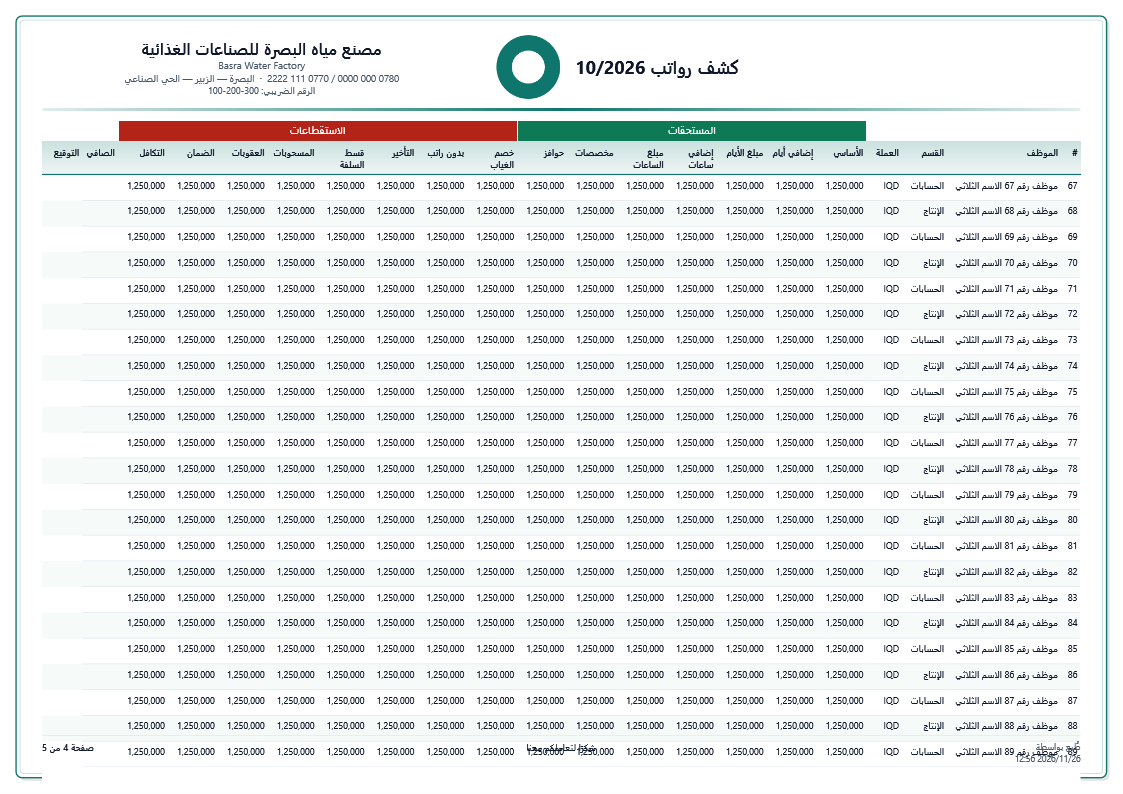 كشف رواتب 10/2026
مصنع مياه البصرة للصناعات الغذائية
Basra Water Factory
البصرة — الزبير — الحي الصناعي · 0770 111 2222 / 0780 000 0000
الرقم الضريبي: 300-200-100
المستحقات الاستقطاعات
# الموظف القسم العملة الأساسي إضافي أيام مبلغ الأيام إضافي ساعات مبلغ الساعات مخصصات حوافز خصم الغياب بدون راتب التأخير قسط السلفة المسحوبات العقوبات الضمان التكافل الصافي التوقيع
67 موظف رقم 67 الاسم الثلاثي الحسابات IQD 1,250,000 1,250,000 1,250,000 1,250,000 1,250,000 1,250,000 1,250,000 1,250,000 1,250,000 1,250,000 1,250,000 1,250,000 1,250,000 1,250,000 1,250,000
68 موظف رقم 68 الاسم الثلاثي الإنتاج IQD 1,250,000 1,250,000 1,250,000 1,250,000 1,250,000 1,250,000 1,250,000 1,250,000 1,250,000 1,250,000 1,250,000 1,250,000 1,250,000 1,250,000 1,250,000
69 موظف رقم 69 الاسم الثلاثي الحسابات IQD 1,250,000 1,250,000 1,250,000 1,250,000 1,250,000 1,250,000 1,250,000 1,250,000 1,250,000 1,250,000 1,250,000 1,250,000 1,250,000 1,250,000 1,250,000
70 موظف رقم 70 الاسم الثلاثي الإنتاج IQD 1,250,000 1,250,000 1,250,000 1,250,000 1,250,000 1,250,000 1,250,000 1,250,000 1,250,000 1,250,000 1,250,000 1,250,000 1,250,000 1,250,000 1,250,000
71 موظف رقم 71 الاسم الثلاثي الحسابات IQD 1,250,000 1,250,000 1,250,000 1,250,000 1,250,000 1,250,000 1,250,000 1,250,000 1,250,000 1,250,000 1,250,000 1,250,000 1,250,000 1,250,000 1,250,000
72 موظف رقم 72 الاسم الثلاثي الإنتاج IQD 1,250,000 1,250,000 1,250,000 1,250,000 1,250,000 1,250,000 1,250,000 1,250,000 1,250,000 1,250,000 1,250,000 1,250,000 1,250,000 1,250,000 1,250,000
73 موظف رقم 73 الاسم الثلاثي الحسابات IQD 1,250,000 1,250,000 1,250,000 1,250,000 1,250,000 1,250,000 1,250,000 1,250,000 1,250,000 1,250,000 1,250,000 1,250,000 1,250,000 1,250,000 1,250,000
74 موظف رقم 74 الاسم الثلاثي الإنتاج IQD 1,250,000 1,250,000 1,250,000 1,250,000 1,250,000 1,250,000 1,250,000 1,250,000 1,250,000 1,250,000 1,250,000 1,250,000 1,250,000 1,250,000 1,250,000
75 موظف رقم 75 الاسم الثلاثي الحسابات IQD 1,250,000 1,250,000 1,250,000 1,250,000 1,250,000 1,250,000 1,250,000 1,250,000 1,250,000 1,250,000 1,250,000 1,250,000 1,250,000 1,250,000 1,250,000
76 موظف رقم 76 الاسم الثلاثي الإنتاج IQD 1,250,000 1,250,000 1,250,000 1,250,000 1,250,000 1,250,000 1,250,000 1,250,000 1,250,000 1,250,000 1,250,000 1,250,000 1,250,000 1,250,000 1,250,000
77 موظف رقم 77 الاسم الثلاثي الحسابات IQD 1,250,000 1,250,000 1,250,000 1,250,000 1,250,000 1,250,000 1,250,000 1,250,000 1,250,000 1,250,000 1,250,000 1,250,000 1,250,000 1,250,000 1,250,000
78 موظف رقم 78 الاسم الثلاثي الإنتاج IQD 1,250,000 1,250,000 1,250,000 1,250,000 1,250,000 1,250,000 1,250,000 1,250,000 1,250,000 1,250,000 1,250,000 1,250,000 1,250,000 1,250,000 1,250,000
79 موظف رقم 79 الاسم الثلاثي الحسابات IQD 1,250,000 1,250,000 1,250,000 1,250,000 1,250,000 1,250,000 1,250,000 1,250,000 1,250,000 1,250,000 1,250,000 1,250,000 1,250,000 1,250,000 1,250,000
80 موظف رقم 80 الاسم الثلاثي الإنتاج IQD 1,250,000 1,250,000 1,250,000 1,250,000 1,250,000 1,250,000 1,250,000 1,250,000 1,250,000 1,250,000 1,250,000 1,250,000 1,250,000 1,250,000 1,250,000
81 موظف رقم 81 الاسم الثلاثي الحسابات IQD 1,250,000 1,250,000 1,250,000 1,250,000 1,250,000 1,250,000 1,250,000 1,250,000 1,250,000 1,250,000 1,250,000 1,250,000 1,250,000 1,250,000 1,250,000
82 موظف رقم 82 الاسم الثلاثي الإنتاج IQD 1,250,000 1,250,000 1,250,000 1,250,000 1,250,000 1,250,000 1,250,000 1,250,000 1,250,000 1,250,000 1,250,000 1,250,000 1,250,000 1,250,000 1,250,000
83 موظف رقم 83 الاسم الثلاثي الحسابات IQD 1,250,000 1,250,000 1,250,000 1,250,000 1,250,000 1,250,000 1,250,000 1,250,000 1,250,000 1,250,000 1,250,000 1,250,000 1,250,000 1,250,000 1,250,000
84 موظف رقم 84 الاسم الثلاثي الإنتاج IQD 1,250,000 1,250,000 1,250,000 1,250,000 1,250,000 1,250,000 1,250,000 1,250,000 1,250,000 1,250,000 1,250,000 1,250,000 1,250,000 1,250,000 1,250,000
85 موظف رقم 85 الاسم الثلاثي الحسابات IQD 1,250,000 1,250,000 1,250,000 1,250,000 1,250,000 1,250,000 1,250,000 1,250,000 1,250,000 1,250,000 1,250,000 1,250,000 1,250,000 1,250,000 1,250,000
86 موظف رقم 86 الاسم الثلاثي الإنتاج IQD 1,250,000 1,250,000 1,250,000 1,250,000 1,250,000 1,250,000 1,250,000 1,250,000 1,250,000 1,250,000 1,250,000 1,250,000 1,250,000 1,250,000 1,250,000
87 موظف رقم 87 الاسم الثلاثي الحسابات IQD 1,250,000 1,250,000 1,250,000 1,250,000 1,250,000 1,250,000 1,250,000 1,250,000 1,250,000 1,250,000 1,250,000 1,250,000 1,250,000 1,250,000 1,250,000
88 موظف رقم 88 الاسم الثلاثي الإنتاج IQD 1,250,000 1,250,000 1,250,000 1,250,000 1,250,000 1,250,000 1,250,000 1,250,000 1,250,000 1,250,000 1,250,000 1,250,000 1,250,000 1,250,000 1,250,000
89 موظف رقم 89 الاسم الثلاثي الحسابات IQD 1,250,000 1,250,000 1,250,000 1,250,000 1,250,000 1,250,000 1,250,000 1,250,000 1,250,000 1,250,000 1,250,000 1,250,000 1,250,000 1,250,000 1,250,000
طُبع بواسطة
12:56 2026/11/26
شكرًا لتعاملكم معنا
صفحة 4 من 5